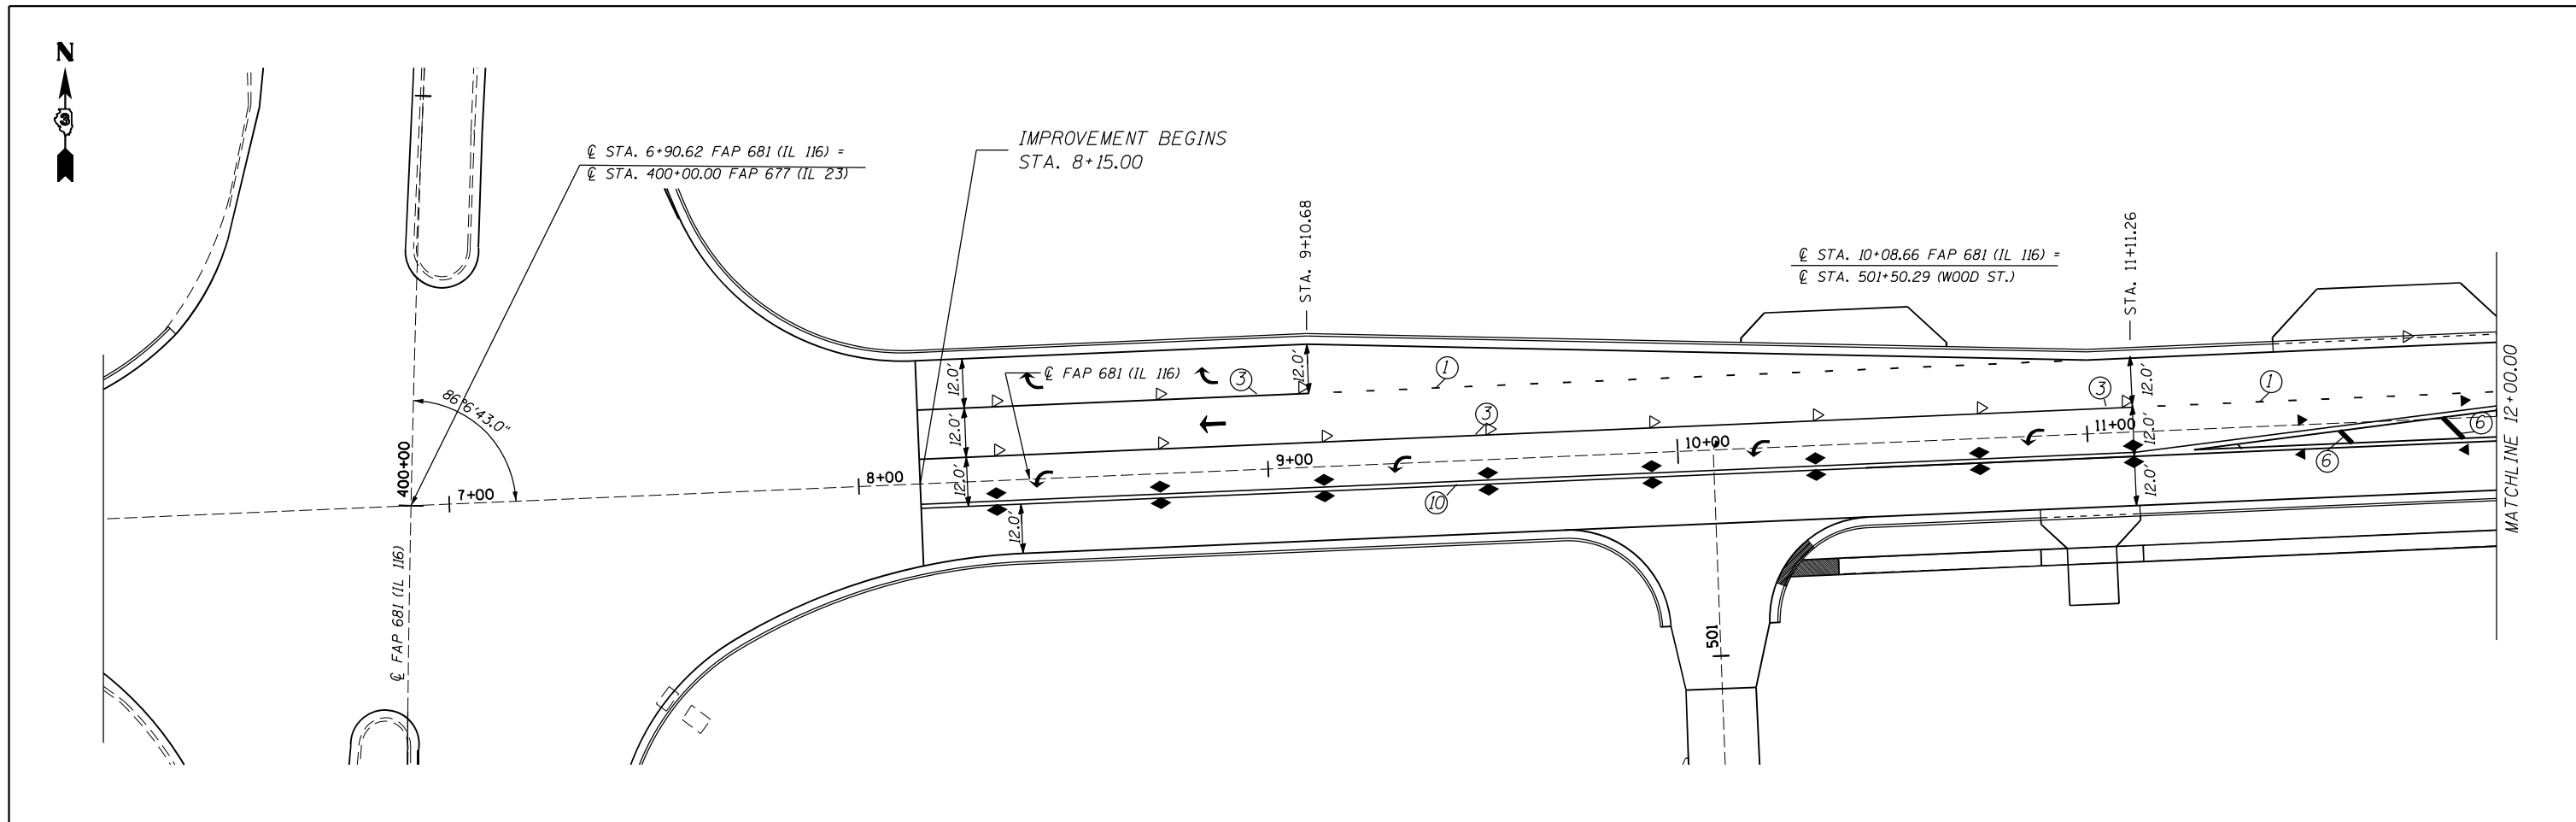 N
3
℄ STA. 6+90.62 FAP 681 (IL 116) =
℄ STA. 400+00.00 FAP 677 (IL 23)
IMPROVEMENT BEGINS
STA. 8+15.00
STA. 9+10.68
℄ STA. 10+08.66 FAP 681 (IL 116) =
℄ STA. 501+50.29 (WOOD ST.)
STA. 11+11.26
86°6'43.0"
400+00
7+00
8+00
9+00
10+00
11+00
℄ FAP 681 (IL 116)
℄ FAP 681 (IL 116)
12.0'
12.0'
12.0'
12.0'
12.0'
12.0'
12.0'
12.0'
3
1
3
3
1
10
6
6
501
MATCHLINE 12+00.00